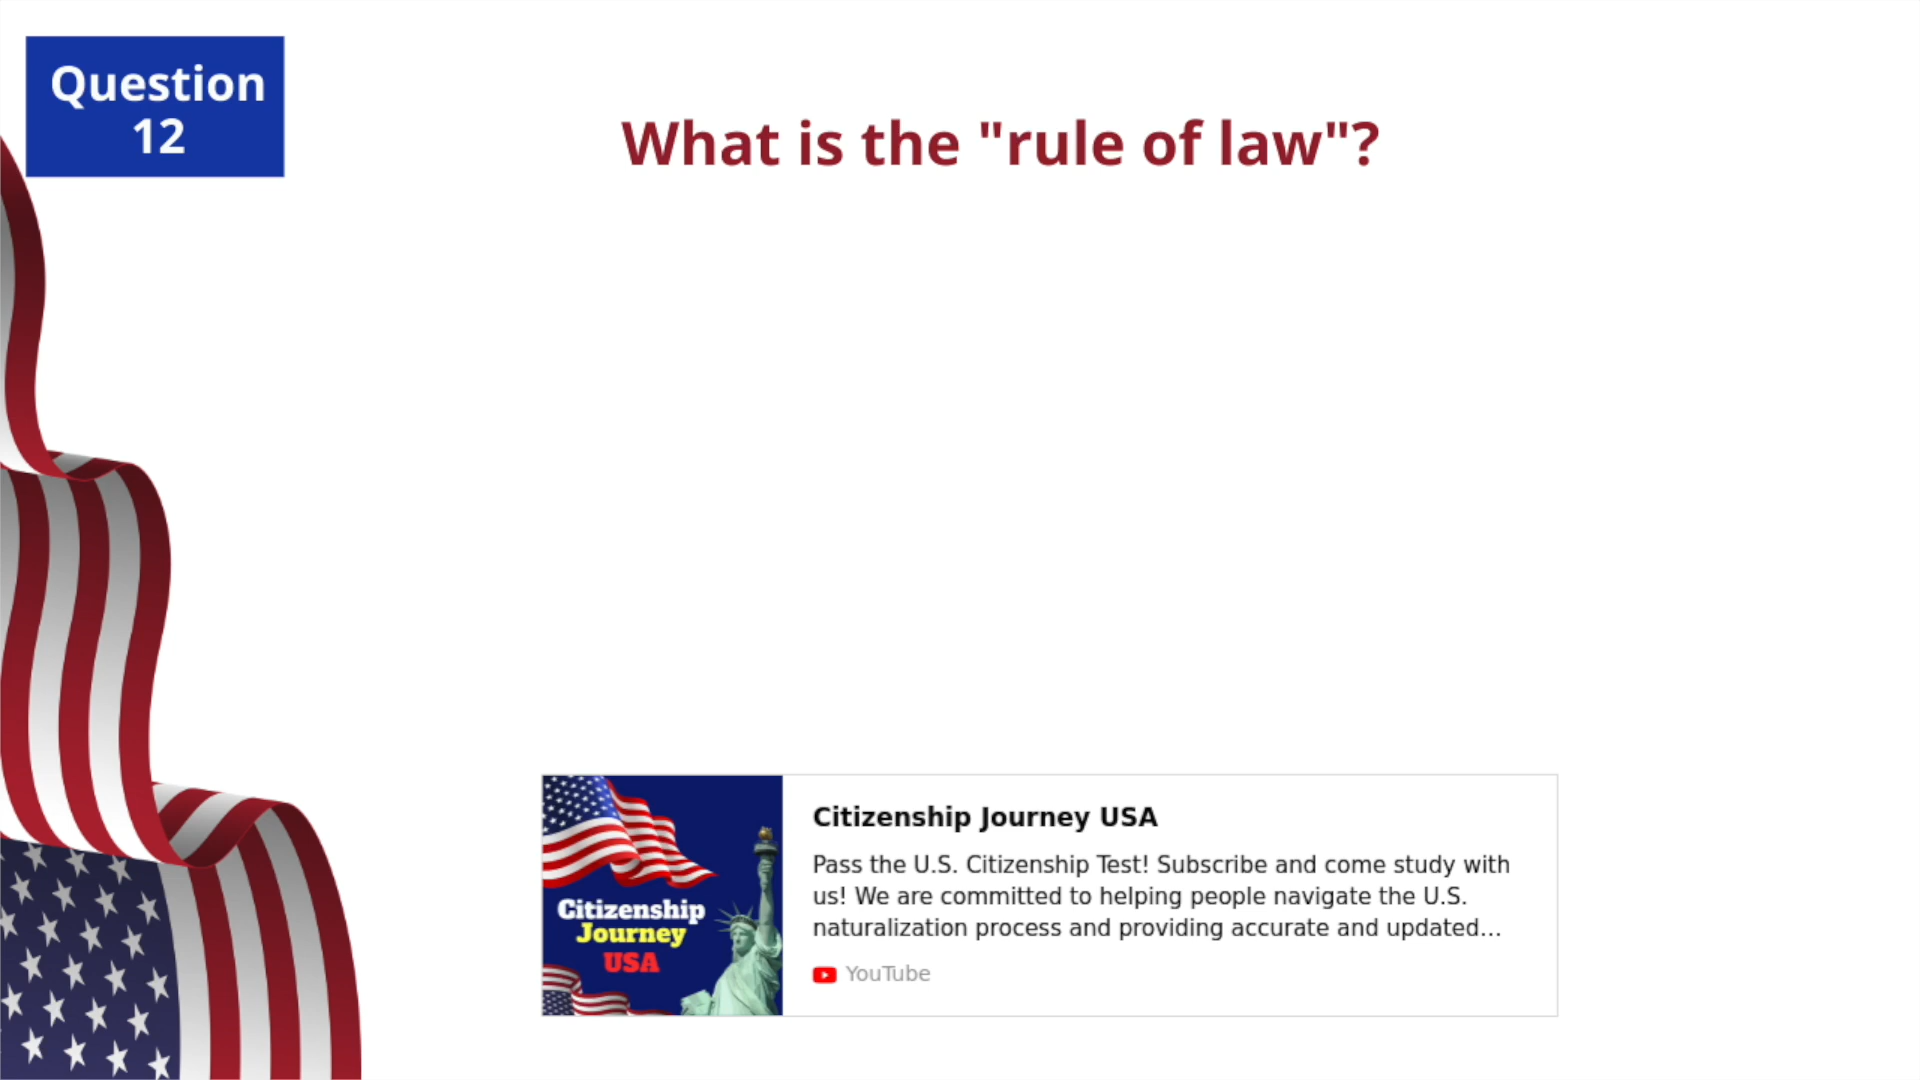 Question
12
What is the "rule of law"?
Citizenship Journey USA
Pass the U.S. Citizenship Test! Subscribe and come study with
us! We are committed to helping people navigate the U.S.
naturalization process and providing accurate and updated...
YouTube
Citizenship
Journey
USA